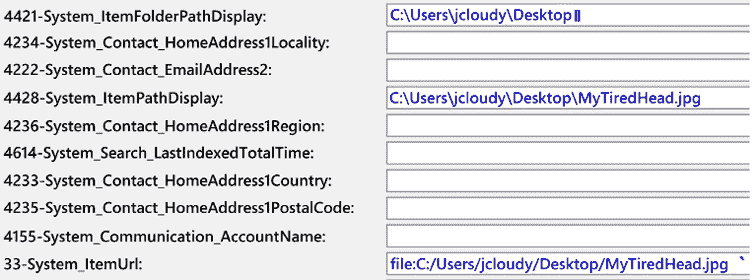 4421-System_ItemFolderPathDisplay: C:\Users\jcloudy\Desktop
4234-System_Contact_HomeAddress1Locality:
4222-System_Contact_EmailAddress2:
4428-System_ItemPathDisplay: C:\Users\jcloudy\Desktop\MyTiredHead.jpg
4236-System_Contact_HomeAddress1Region:
4614-System_Search_LastIndexedTotalTime:
4233-System_Contact_HomeAddress1Country:
4235-System_Contact_HomeAddress1PostalCode:
4155-System_Communication_AccountName:
33-System_ItemUrl: file:C:/Users/jcloudy/Desktop/MyTiredHead.jpg `